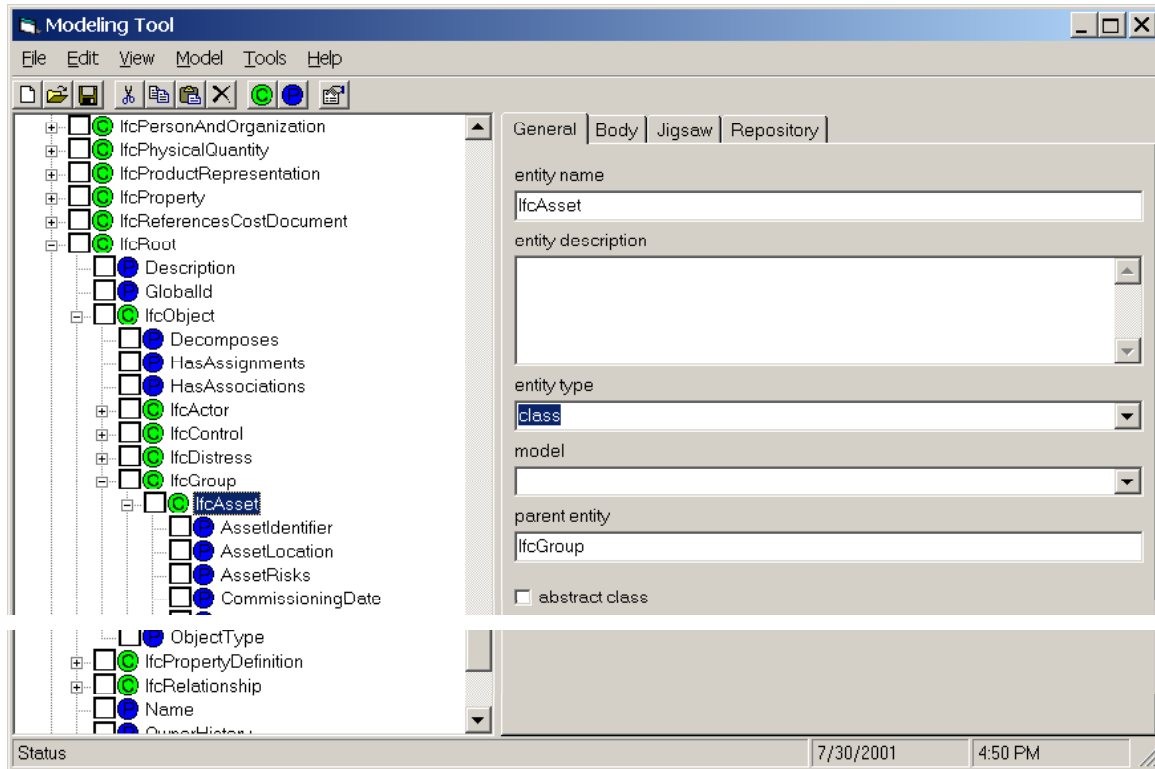 Modeling Tool
File Edit View Model Tools Help
IfcPersonAndOrganization
IfcPhysicalQuantity
IfcProductRepresentation
IfcProperty
IfcReferencesCostDocument
IfcRoot
Description
GlobalId
IfcObject
Decomposes
HasAssignments
HasAssociations
IfcActor
IfcControl
IfcDistress
IfcGroup
IfcAsset
AssetIdentifier
AssetLocation
AssetRisks
CommissioningDate
ObjectType
IfcPropertyDefinition
IfcRelationship
Name
OwnerHistory
General Body Jigsaw Repository
entity name
IfcAsset
entity description
entity type
class
model
parent entity
IfcGroup
abstract class
Status 7/30/2001 4:50 PM